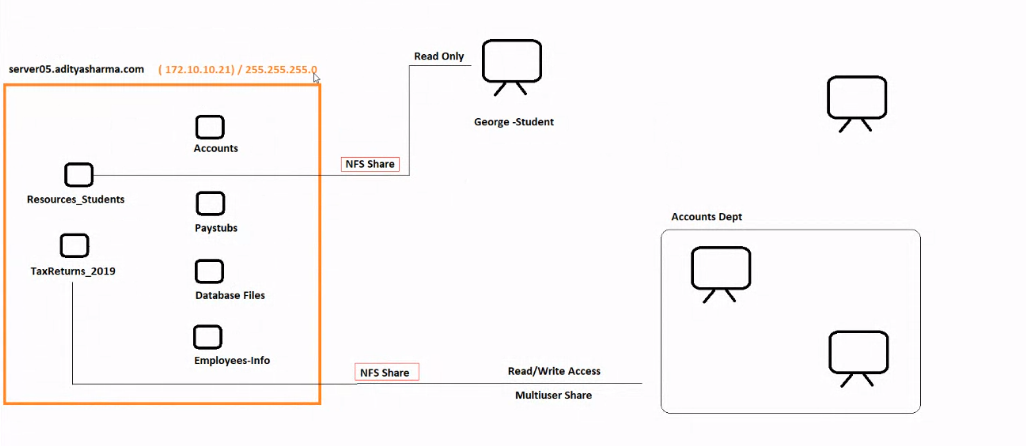 Read Only
server05.adityasharma.com ( 172.10.10.21) / 255.255.255.0
George -Student
Accounts
NFS Share
Resources_Students
Accounts Dept
Paystubs
TaxReturns_2019
Database Files
Employees-Info
NFS Share
Read/Write Access
Multiuser Share